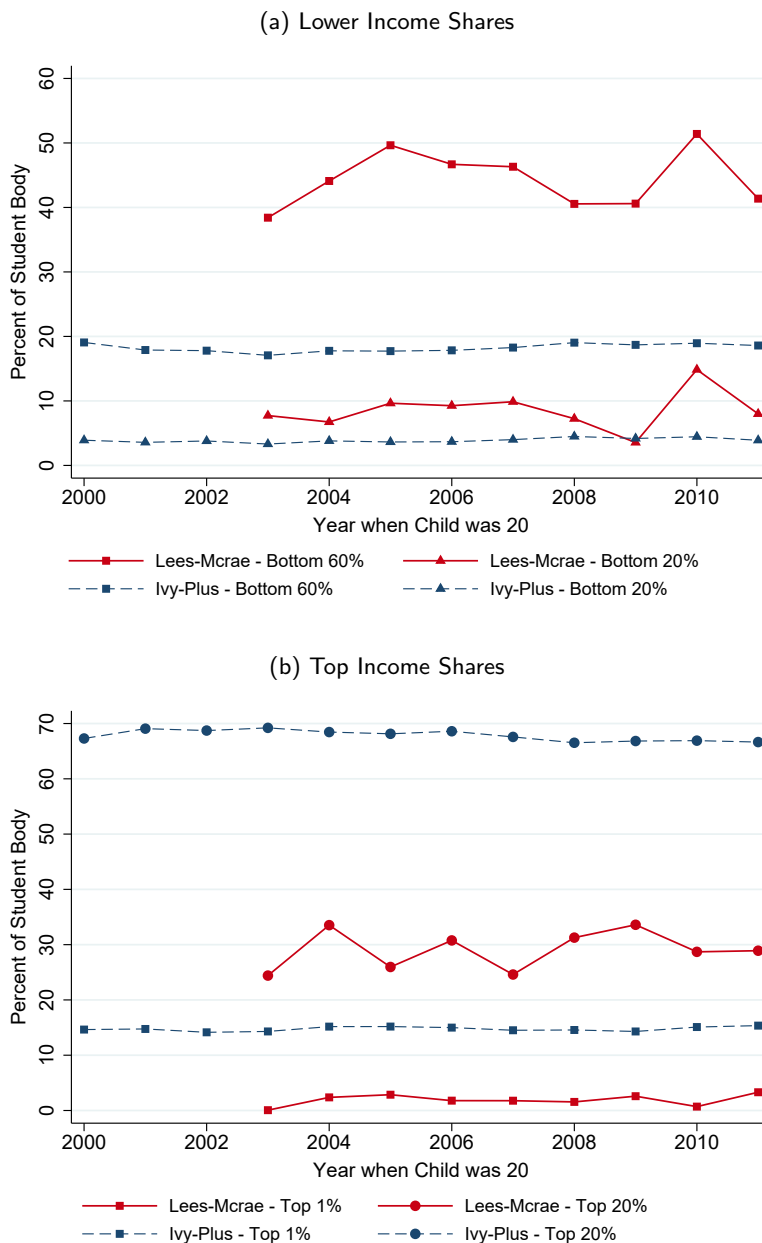 (a) Lower Income Shares
60
50
40
30
20
10
0
Percent of Student Body
2000 2002 2004 2006 2008 2010
Year when Child was 20
Lees-Mcrae - Bottom 60% Lees-Mcrae - Bottom 20%
Ivy-Plus - Bottom 60% Ivy-Plus - Bottom 20%
(b) Top Income Shares
70
60
50
40
30
20
10
0
Percent of Student Body
2000 2002 2004 2006 2008 2010
Year when Child was 20
Lees-Mcrae - Top 1% Lees-Mcrae - Top 20%
Ivy-Plus - Top 1% Ivy-Plus - Top 20%